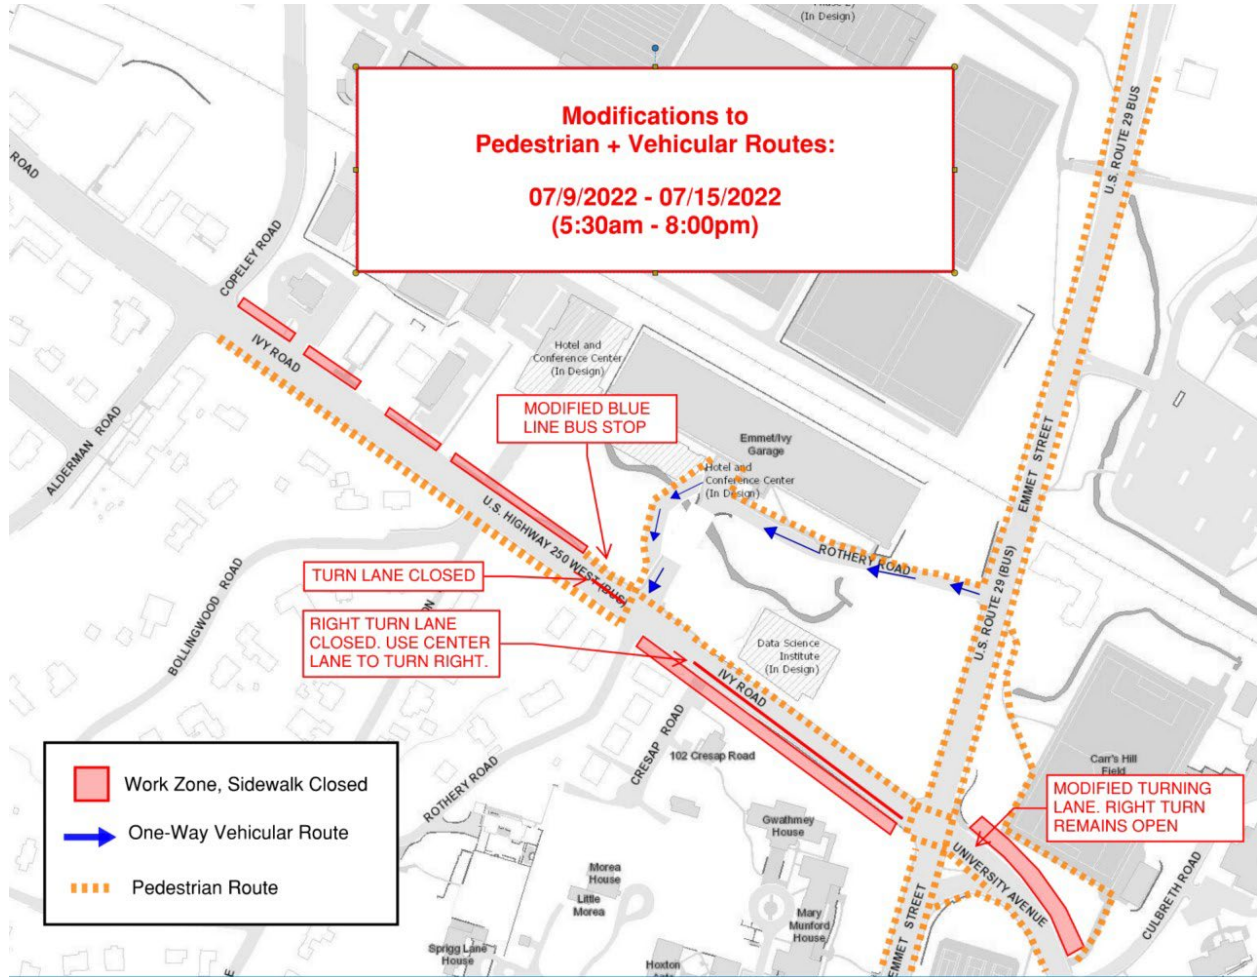 (In Design)
Modifications to
Pedestrian + Vehicular Routes:
07/9/2022 - 07/15/2022
(5:30am - 8:00pm)
U.S. ROUTE 29 BUS
ROAD
COPELEY ROAD
IVY ROAD
ALDERMAN ROAD
Hotel and
Conference Center
(In Design)
MODIFIED BLUE
LINE BUS STOP
Emmet/Ivy
Garage
Hotel and
Conference Center
(In Design)
EMMET STREET
U.S. HIGHWAY 250 WEST (BUS)
ROTHERY ROAD
U.S. ROUTE 29 (BUS)
TURN LANE CLOSED
BOLLINGWOOD ROAD
ON
RIGHT TURN LANE
CLOSED. USE CENTER
LANE TO TURN RIGHT.
Data Science
Institute
(In Design)
IVY ROAD
CRESAP ROAD
102 Cresap Road
ROTHERY ROAD
Carr's Hill
Field
MODIFIED TURNING
LANE. RIGHT TURN
REMAINS OPEN
Gwathmey
House
UNIVERSITY AVENUE
CULBRETH ROAD
EMMET STREET
Morea
House
Little
Morea
Mary
Munford
House
Sprigg Lane
House
Hoxton
Work Zone, Sidewalk Closed
One-Way Vehicular Route
Pedestrian Route